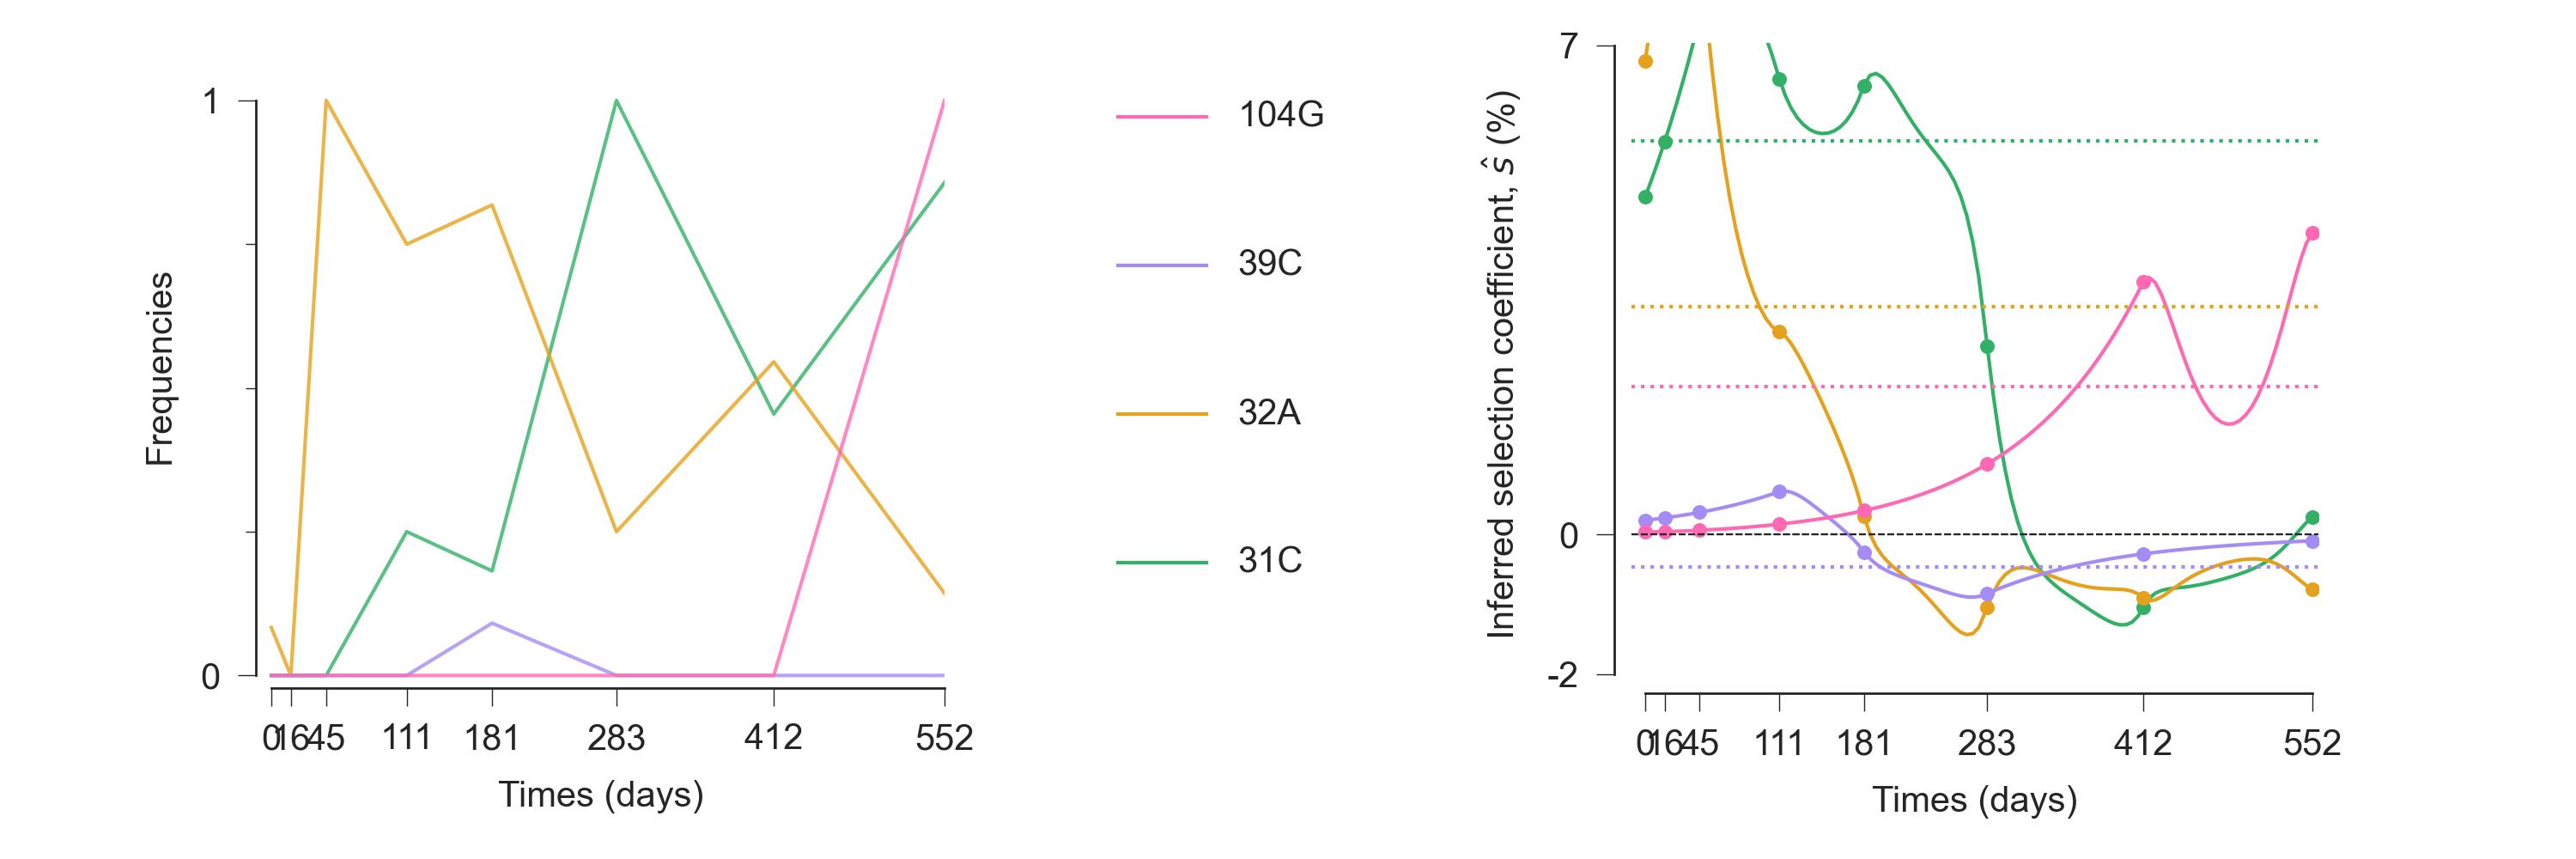 1
0
Frequencies
0 16 45 111 181 283 412 552
Times (days)
104G
39C
32A
31C
7
0
-2
Inferred selection coefficient, ŝ (%)
0 16 45 111 181 283 412 552
Times (days)